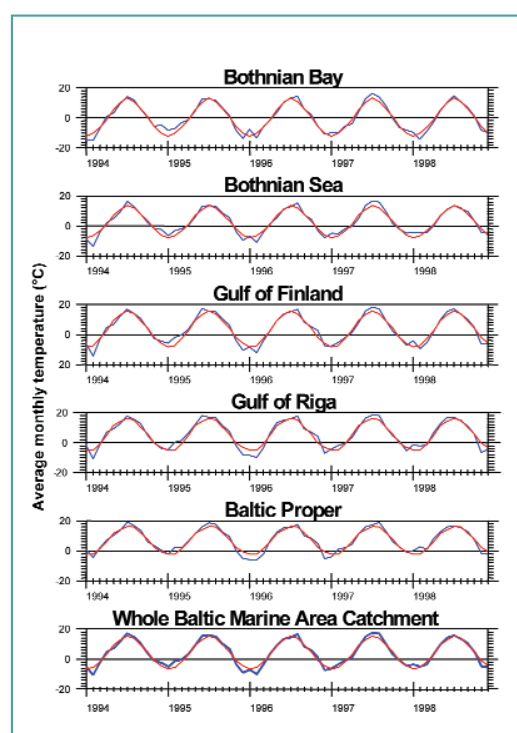 Average monthly temperature (°C)
Bothnian Bay
20
0
-20
1994 1995 1996 1997 1998
Bothnian Sea
20
0
-20
1994 1995 1996 1997 1998
Gulf of Finland
20
0
20
1994 1995 1996 1997 1998
Gulf of Riga
20
0
-20
1994 1995 1996 1997 1998
Baltic Proper
20
0
-20
1994 1995 1996 1997 1998
Whole Baltic Marine Area Catchment
20
0
-20
1994 1995 1996 1997 1998